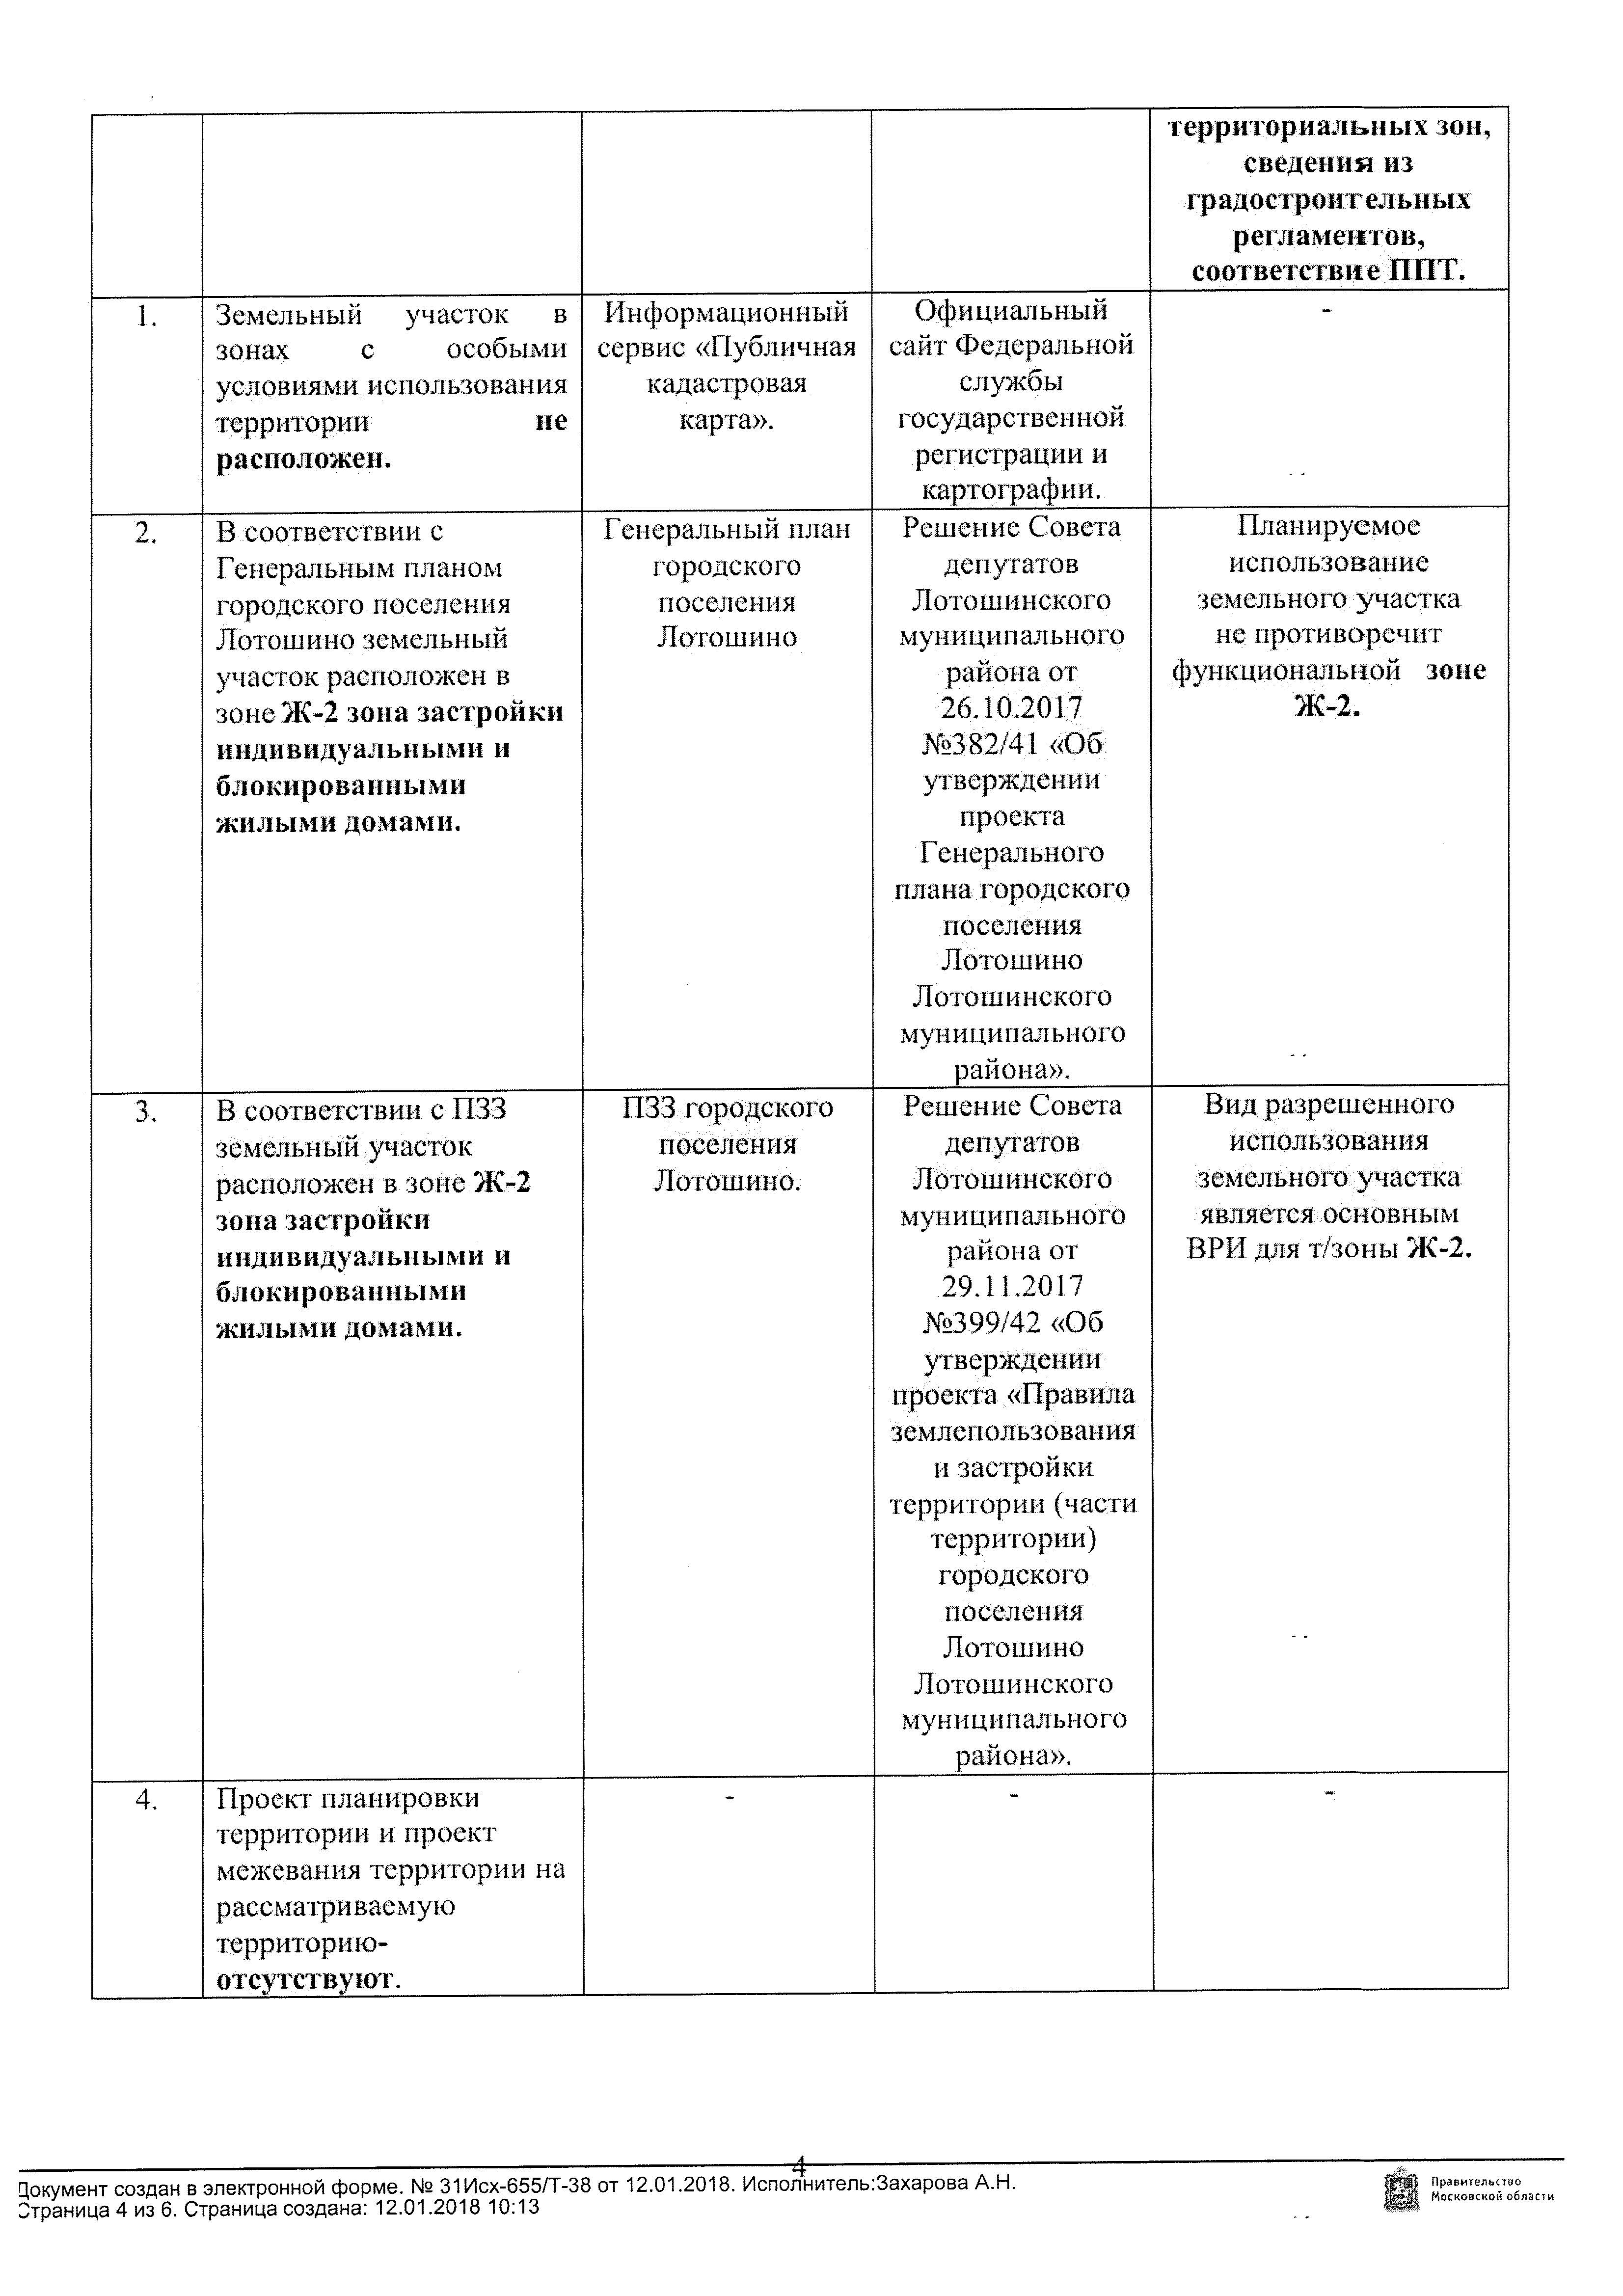 территориальных зон,
сведения из
градостроительных
регламентов,
соответствие ППТ.
1.
Земельный участок в
зонах с особыми
условиями использования
территории не
расположен.
Информационный
сервис «Публичная
кадастровая
карта».
Официальный
сайт Федеральной
службы
государственной
регистрации и
картографии.
-
2.
В соответствии с
Генеральным планом
городского поселения
Лотошино земельный
участок расположен в
зоне Ж-2 зона застройки
индивидуальными и
блокированными
жилыми домами.
Генеральный план
городского
поселения
Лотошино
Решение Совета
депутатов
Лотошинского
муниципального
района от
26.10.2017
№382/41 «Об
утверждении
проекта
Генерального
плана городского
поселения
Лотошино
Лотошинского
муниципального
района».
Планируемое
использование
земельного участка
не противоречит
функциональной зоне
Ж-2.
3.
В соответствии с ПЗЗ
земельный участок
расположен в зоне Ж-2
зона застройки
индивидуальными и
блокированными
жилыми домами.
ПЗЗ городского
поселения
Лотошино.
Решение Совета
депутатов
Лотошинского
муниципального
района от
29.11.2017
№399/42 «Об
утверждении
проекта «Правила
землепользования
и застройки
территории (части
территории)
городского
поселения
Лотошино
Лотошинского
муниципального
района».
Вид разрешенного
использования
земельного участка
является основным
ВРИ для т/зоны Ж-2.
4.
Проект планировки
территории и проект
межевания территории на
рассматриваемую
территорию-
отсутствуют.
-
-
-
4
Документ создан в электронной форме. № 31Исх-655/Т-38 от 12.01.2018. Исполнитель:Захарова А.Н.
Страница 4 из 6. Страница создана: 12.01.2018 10:13
Правительство
Московской области